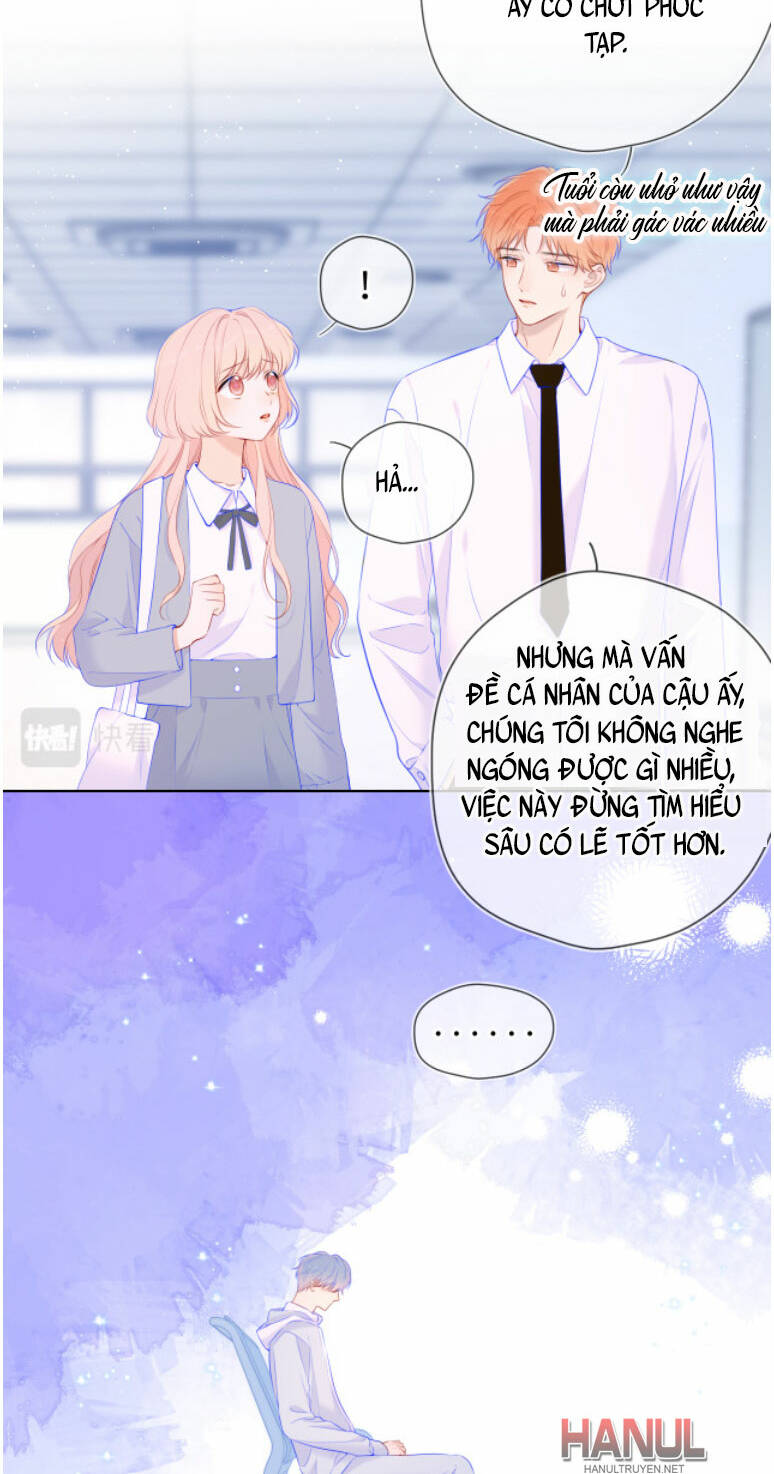 ẤY CÓ CHÚT PHỨC
TẠP.
Tuổi còn nhỏ như vậy
mà phải gác vác nhiều
!
HẢ...
NHƯNG MÀ VẤN
ĐỀ CÁ NHÂN CỦA CẬU ẤY,
CHÚNG TÔI KHÔNG NGHE
NGÓNG ĐƯỢC GÌ NHIỀU,
VIỆC NÀY ĐỪNG TÌM HIỂU
SÂU CÓ LẼ TỐT HƠN.
快看! 快看
......
HANUL
HANULTRUYEN.NET